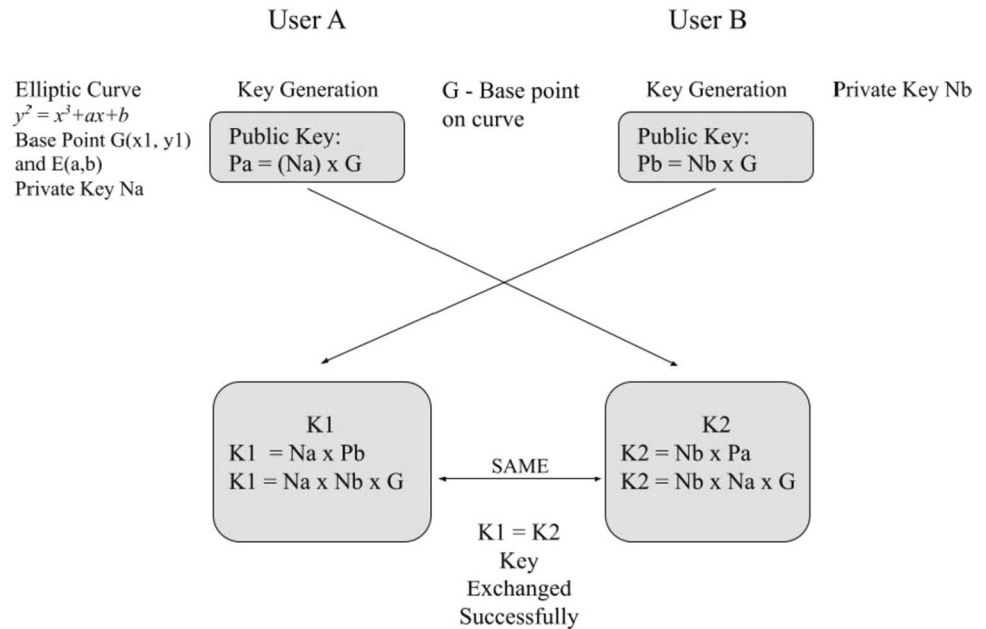 User A
User B
Elliptic Curve
y² = x³+ax+b
Base Point G(x1, y1)
and E(a,b)
Private Key Na
Key Generation
Public Key:
Pa = (Na) x G
G - Base point
on curve
Key Generation
Public Key:
Pb = Nb x G
Private Key Nb
K1
K1 = Na x Pb
K1 = Na x Nb x G
SAME
K2
K2 = Nb x Pa
K2 = Nb x Na x G
K1 = K2
Key
Exchanged
Successfully